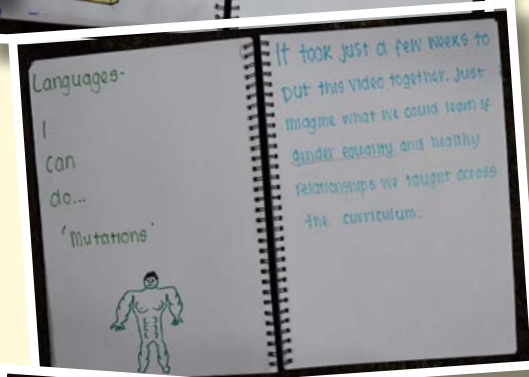 Languages-
I
can
do...
'Mutations'
It took just a few weeks to
put this video together. Just
imagine what we could learn if
gender equality and healthy
relationships we taught across
the curriculum.